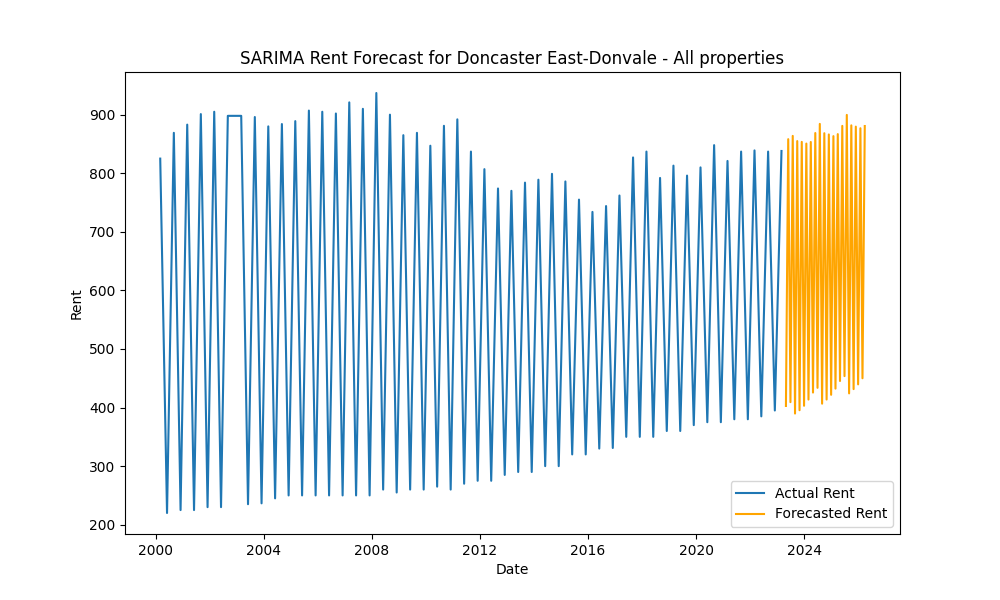 SARIMA Rent Forecast for Doncaster East-Donvale - All properties
900
800
700
600
500
400
300
200
Rent
2000 2004 2008 2012 2016 2020 2024
Date
Actual Rent
Forecasted Rent